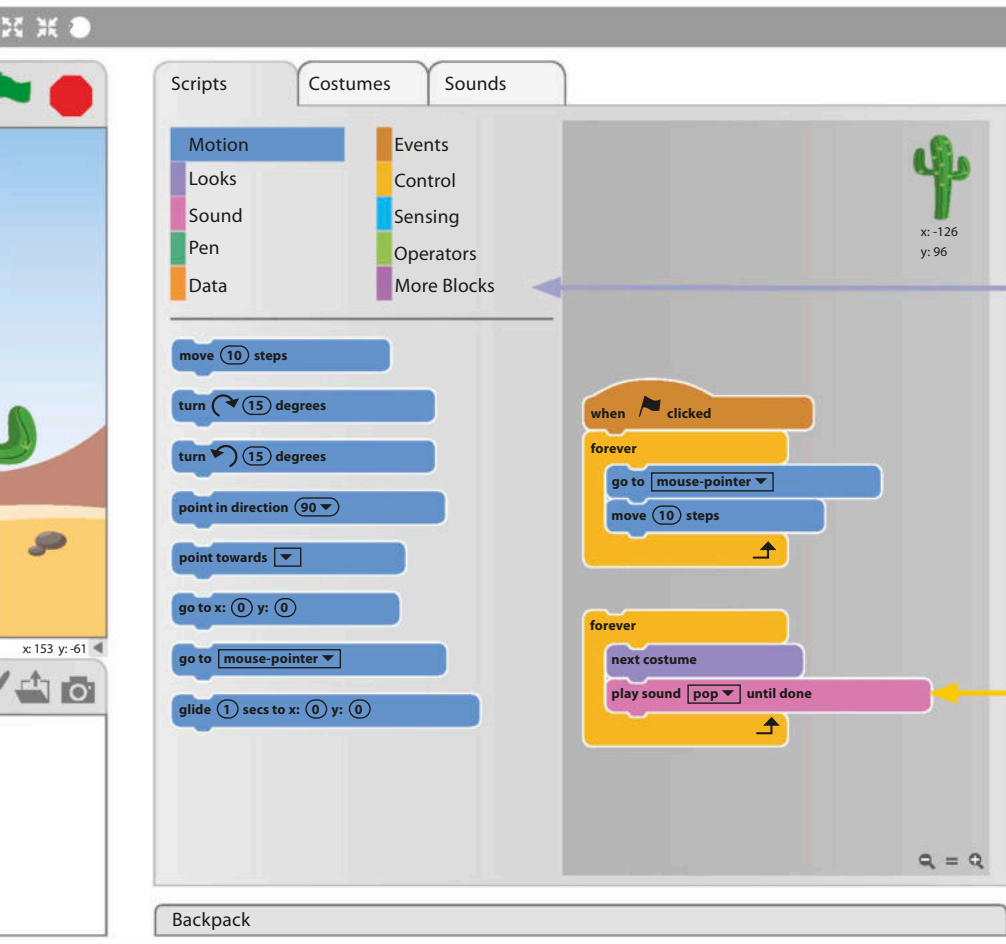 Scripts
Costumes
Sounds
Motion
Looks
Sound
Pen
Data
Events
Control
Sensing
Operators
More Blocks
x: -126
y: 96
move 10 steps
turn 15 degrees
turn 15 degrees
point in direction 90
point towards
go to x: 0 y: 0
go to mouse-pointer
glide 1 secs to x: 0 y: 0
when clicked
forever
go to mouse-pointer
move 10 steps
forever
next costume
play sound pop until done
x: 153 y: -61
Backpack